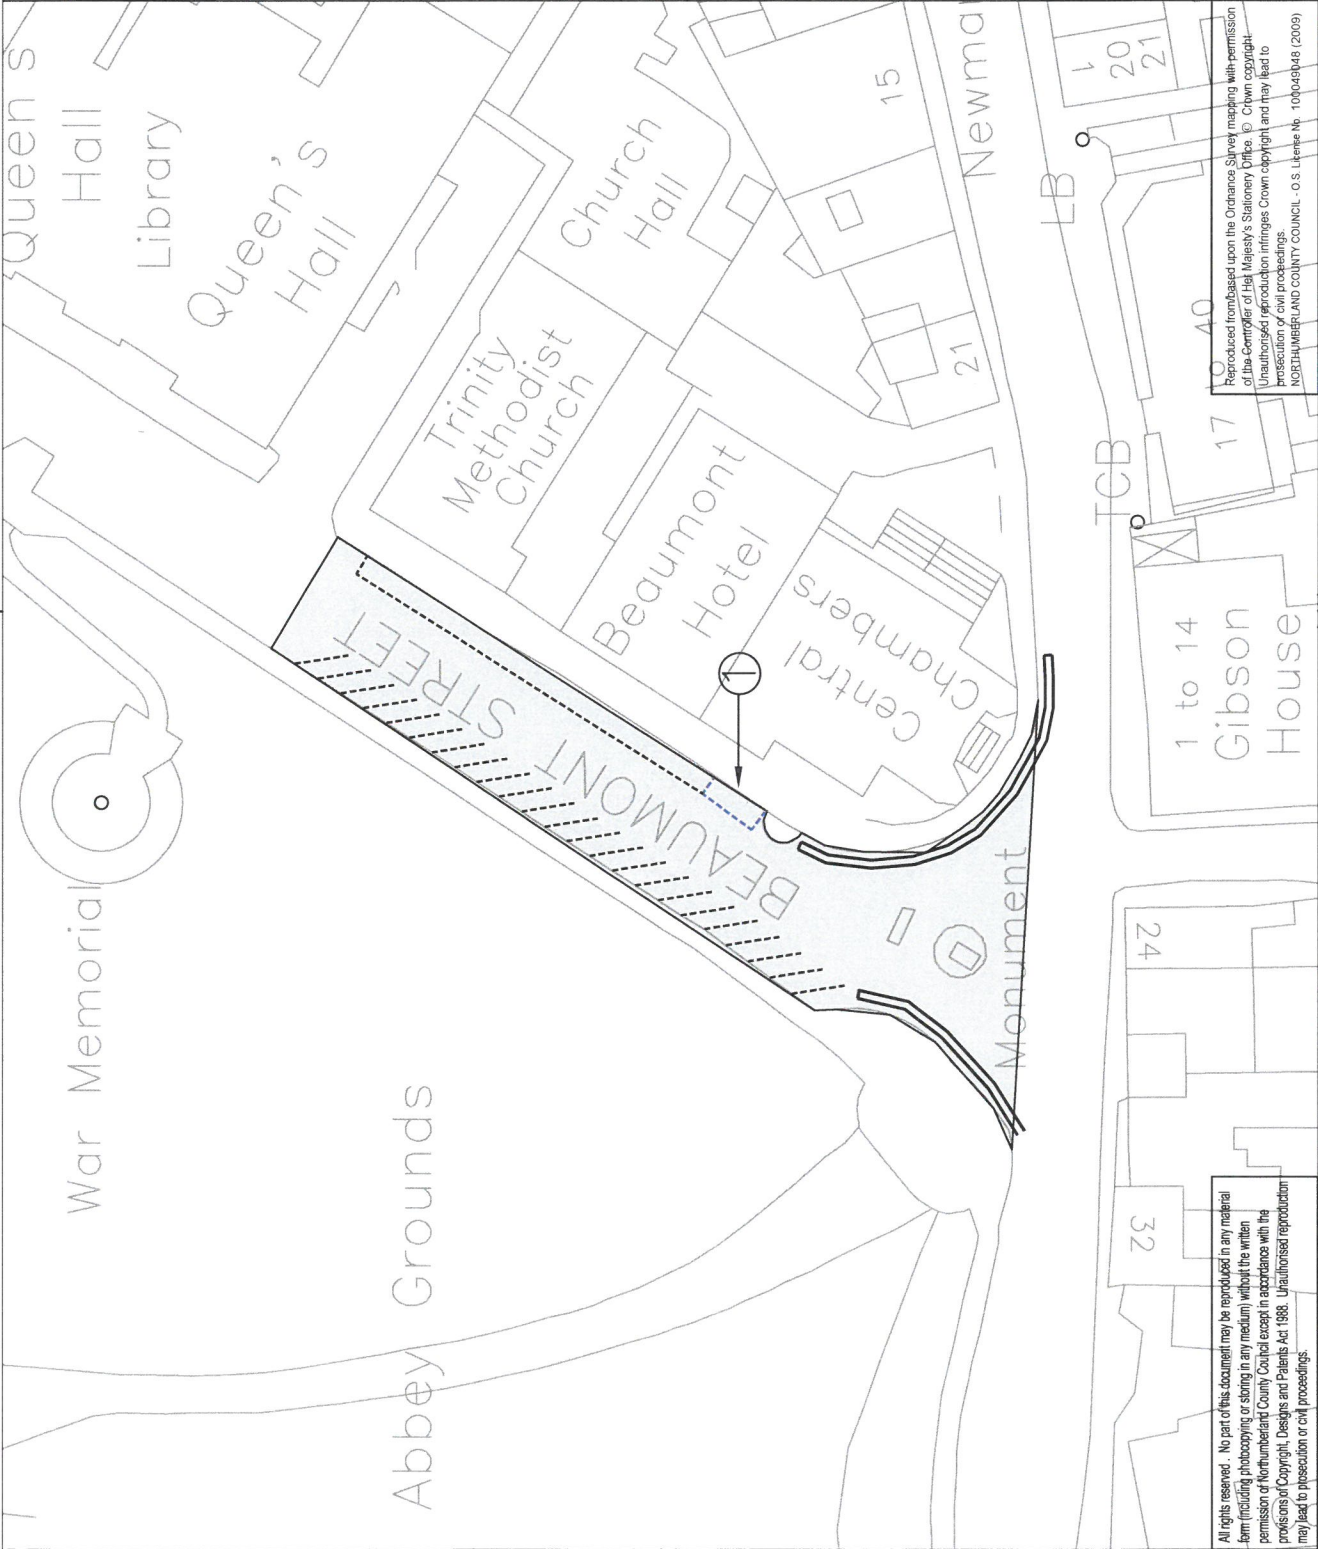 Queen's
Hall
Library
Queen's
Hall
Church
Hall
15
Newma
1
20
21
LB
Trinity
Methodist
Church
21
40
19
17
TCB
Beaumont
Hotel
Central
Chambers
1
War Memorial
BEAUMONT STREET
Monument
1 to 14
Gibson
House
24
32
Abbey Grounds
Reproduced from/based upon the Ordnance Survey mapping with permission
of the Controller of Her Majesty's Stationery Office. © Crown copyright.
Unauthorised reproduction infringes Crown copyright and may lead to
prosecution or civil proceedings.
NORTHUMBERLAND COUNTY COUNCIL - O.S. License No. 100049048 (2009)
All rights reserved. No part of this document may be reproduced in any material
form (including photocopying or storing in any medium) without the written
permission of Northumberland County Council except in accordance with the
provisions of Copyright, Designs and Patents Act 1988. Unauthorised reproduction
may lead to prosecution or civil proceedings.